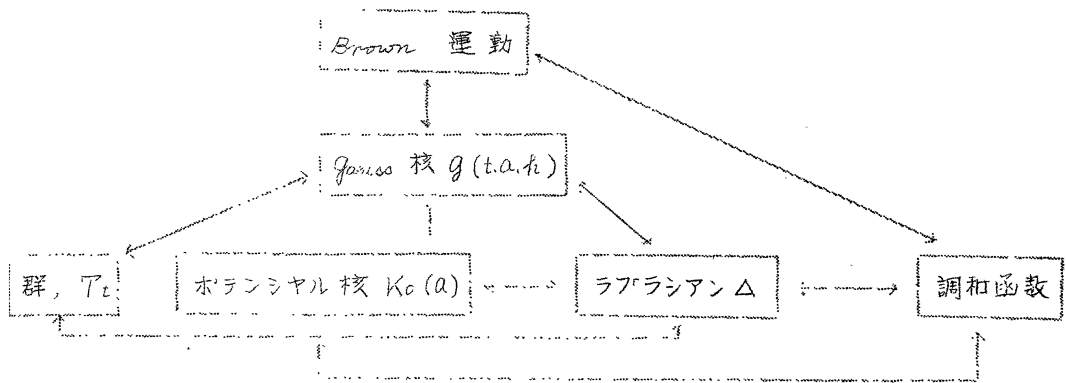 Brown 運動
gauss 核 g(t.a.h)
群, Tt
ポテンシヤル核 Kc(a)
ラプラシアン △
調和函数